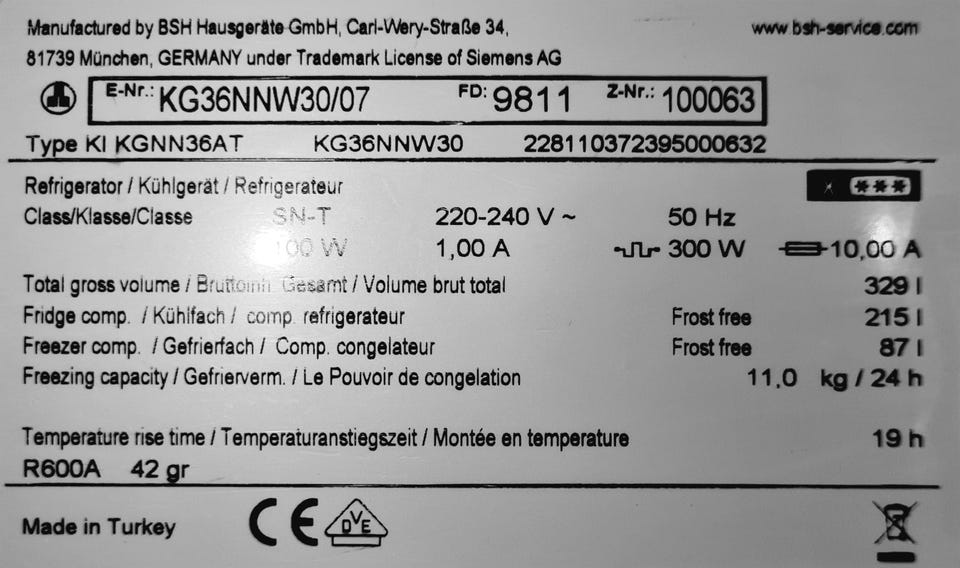 Manufactured by BSH Hausgeräte GmbH, Carl-Wery-Straße 34, www.bsh-service.com
81739 München, GERMANY under Trademark License of Siemens AG
E-Nr.: KG36NNW30/07 FD: 9811 Z-Nr.: 100063
Type KI KGNN36AT KG36NNW30 228110372395000632
Refrigerator / Kühlgerät / Refrigerateur
Class/Klasse/Classe SN-T 220-240 V ~ 50 Hz
100 W 1,00 A 300 W 10,00 A
Total gross volume / Bruttoinh. Gesamt / Volume brut total 329 l
Fridge comp. / Kühlfach / comp. refrigerateur Frost free 215 l
Freezer comp. / Gefrierfach / Comp. congelateur Frost free 87 l
Freezing capacity / Gefrierverm. / Le Pouvoir de congelation 11,0 kg / 24 h
Temperature rise time / Temperaturanstiegszeit / Montée en temperature 19 h
R600A 42 gr
Made in Turkey CE DVE